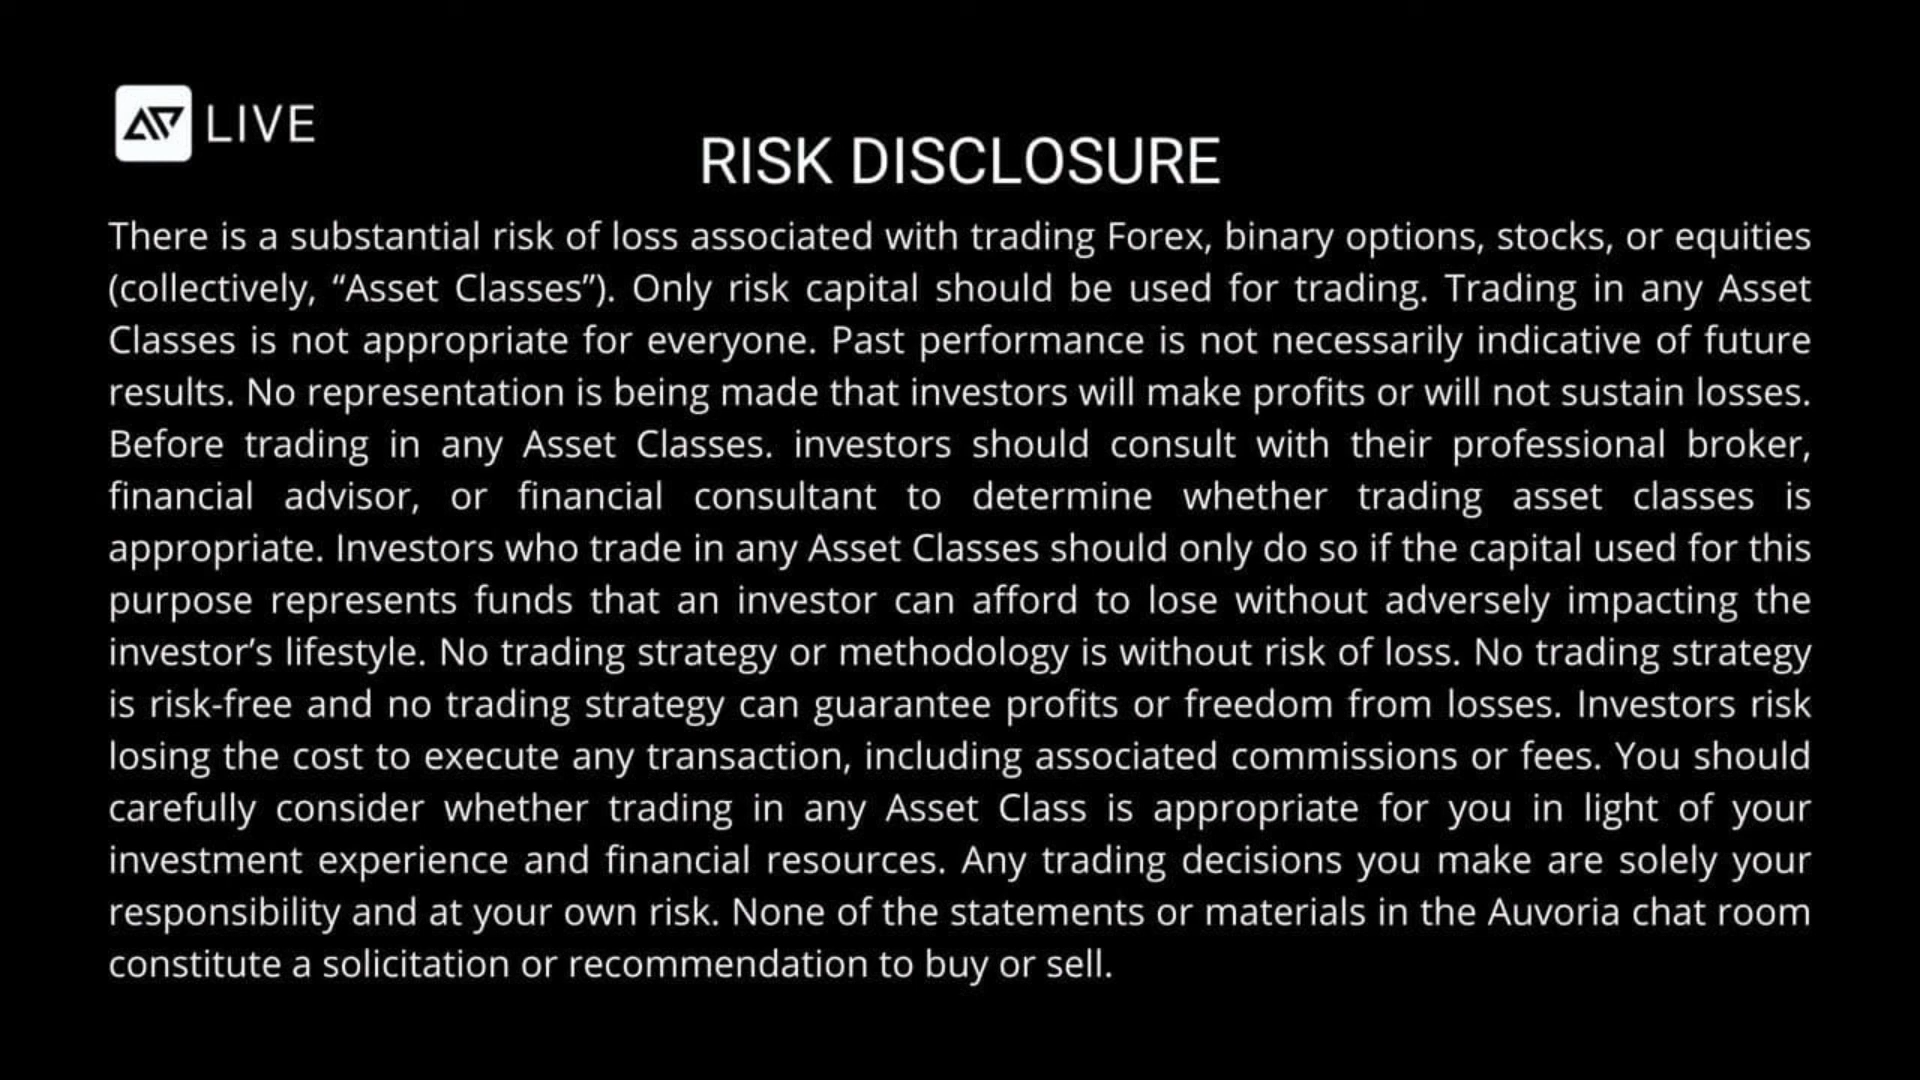 LIVE
RISK DISCLOSURE
There is a substantial risk of loss associated with trading Forex, binary options, stocks, or equities
(collectively, “Asset Classes”). Only risk capital should be used for trading. Trading in any Asset
Classes is not appropriate for everyone. Past performance is not necessarily indicative of future
results. No representation is being made that investors will make profits or will not sustain losses.
Before trading in any Asset Classes. investors should consult with their professional broker,
financial advisor, or financial consultant to determine whether trading asset classes is
appropriate. Investors who trade in any Asset Classes should only do so if the capital used for this
purpose represents funds that an investor can afford to lose without adversely impacting the
investor’s lifestyle. No trading strategy or methodology is without risk of loss. No trading strategy
is risk-free and no trading strategy can guarantee profits or freedom from losses. Investors risk
losing the cost to execute any transaction, including associated commissions or fees. You should
carefully consider whether trading in any Asset Class is appropriate for you in light of your
investment experience and financial resources. Any trading decisions you make are solely your
responsibility and at your own risk. None of the statements or materials in the Auvoria chat room
constitute a solicitation or recommendation to buy or sell.